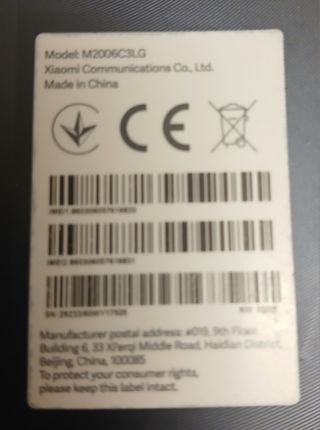 Model: M2006C3LG
Xiaomi Communications Co., Ltd.
Made in China
CE
Manufacturer postal address: #019, 9th Floor,
Building 6, 33 Xi'erqi Middle Road, Haidian District,
Beijing, China, 100085
To protect your consumer rights,
please keep this label intact.